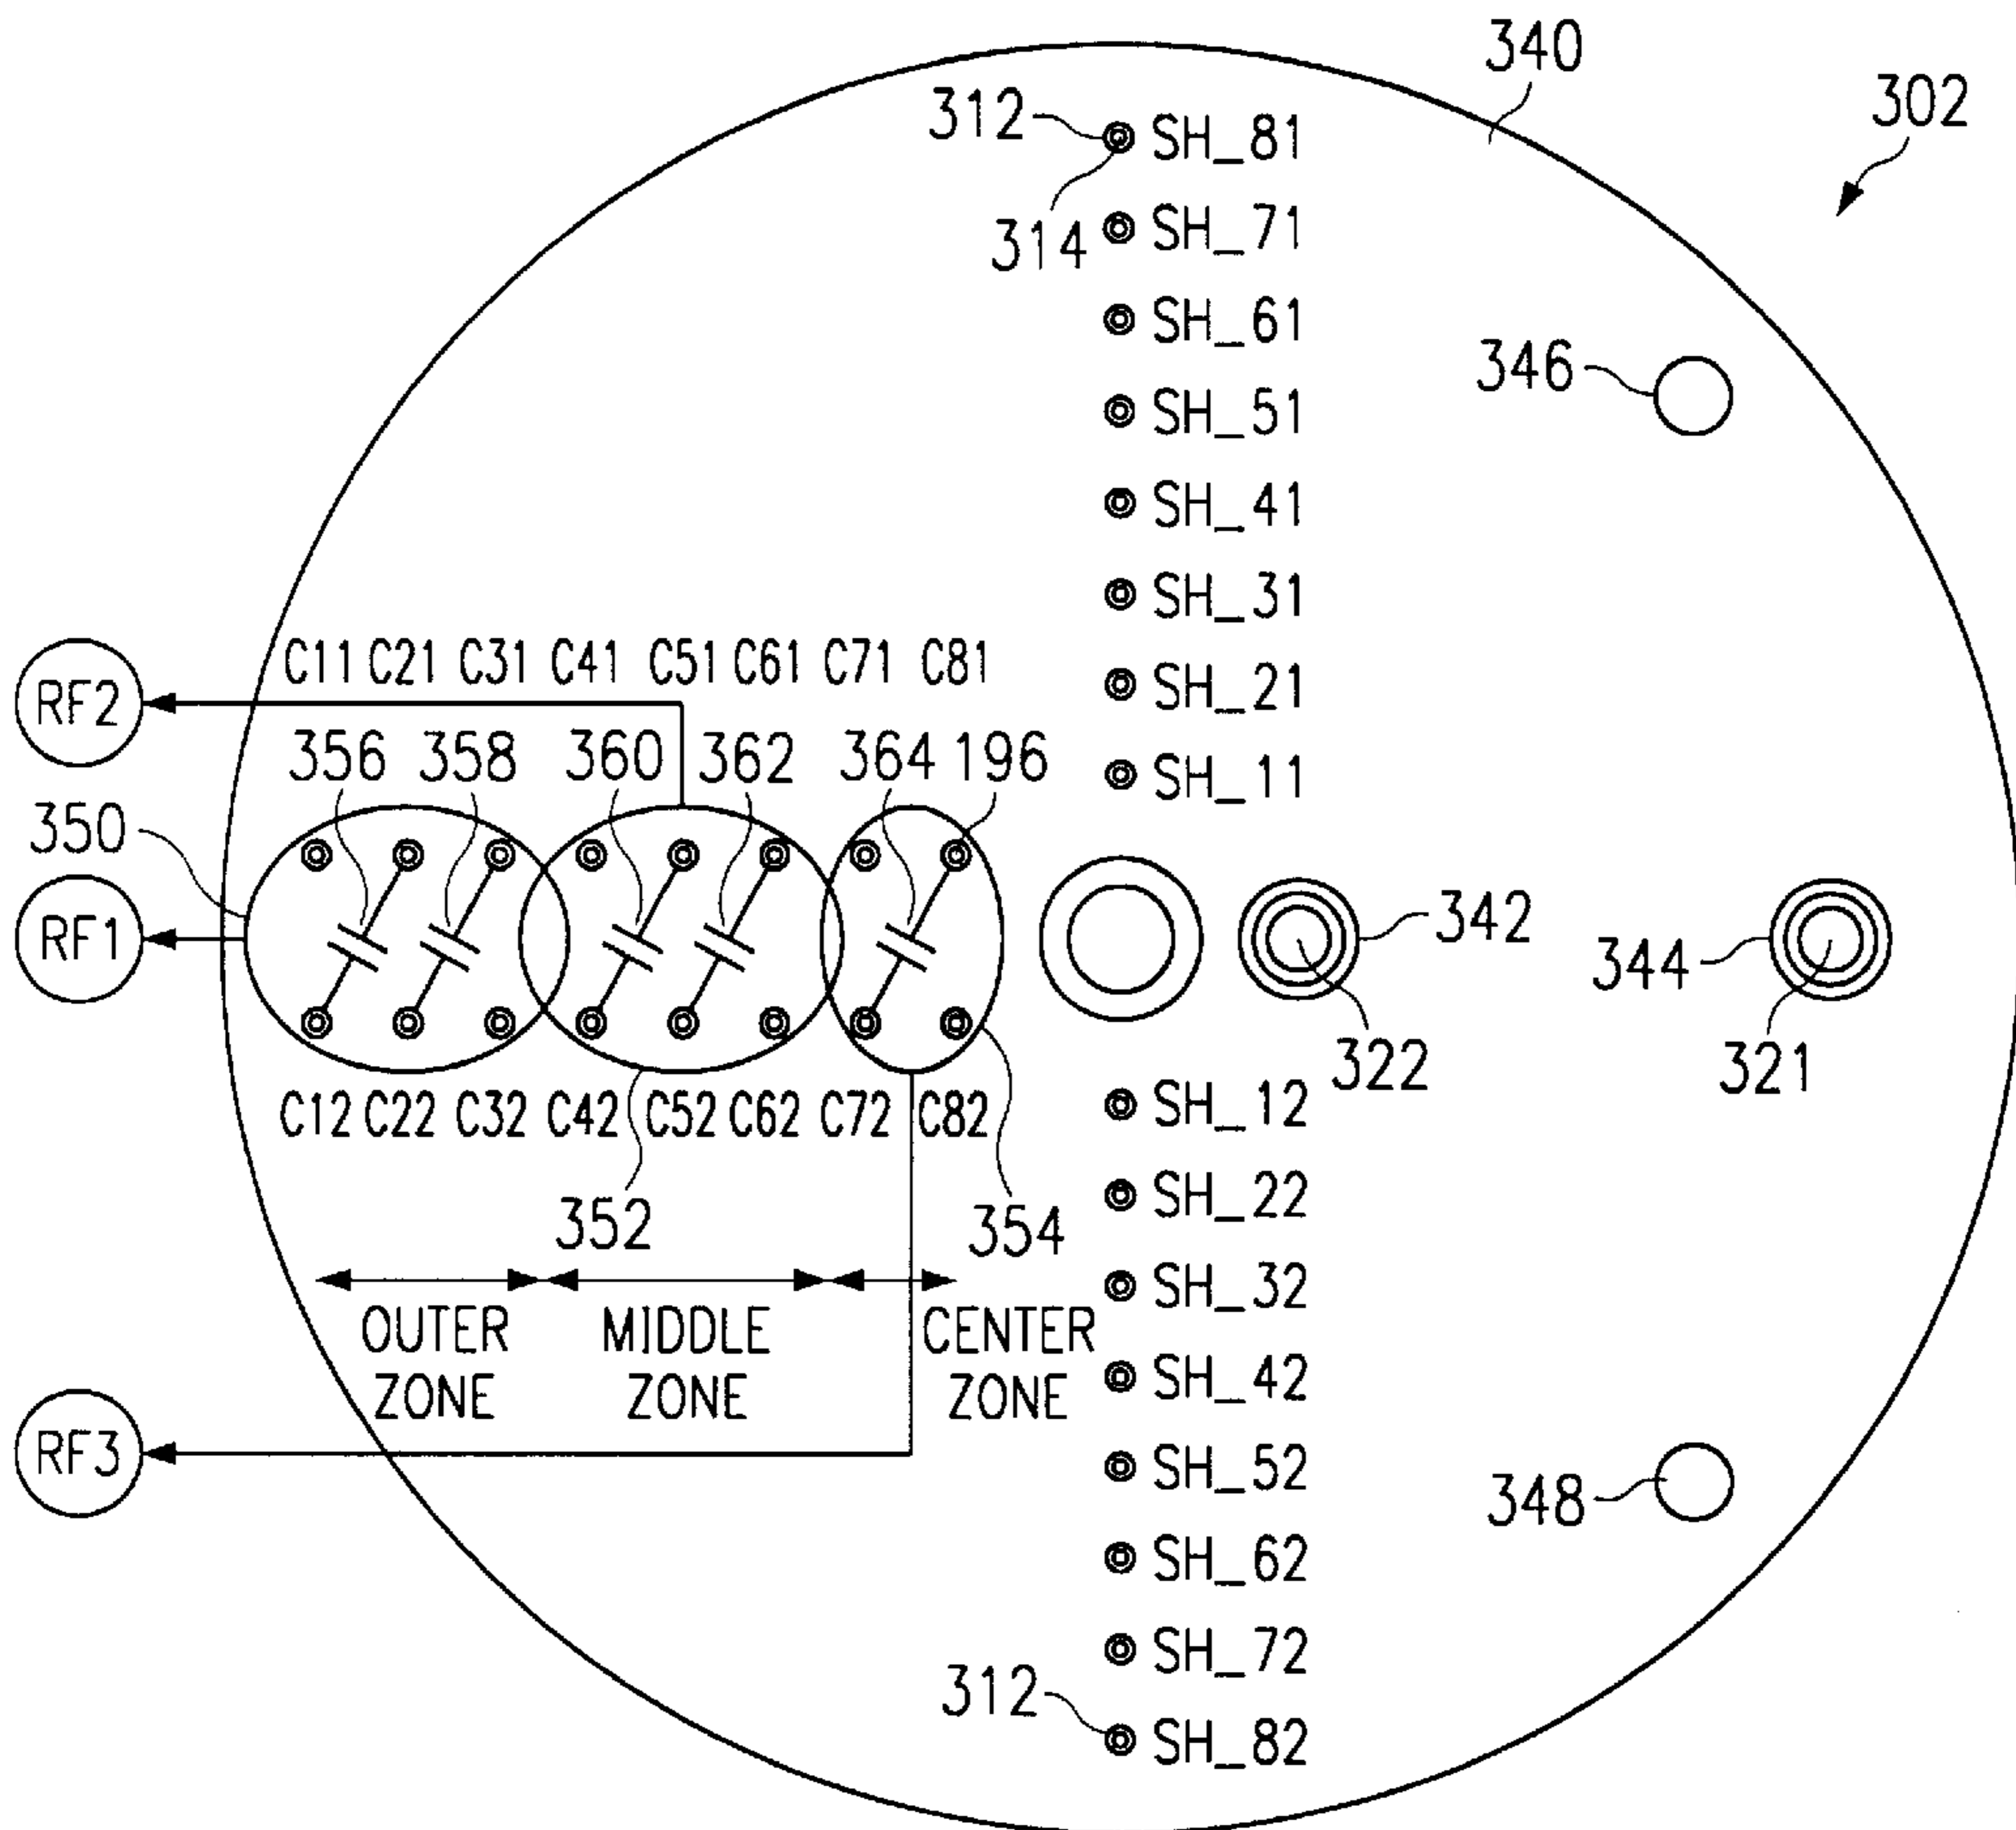 340
302
312 SH_81
314 SH_71
SH_61
346
SH_51
SH_41
SH_31
RF2
C11 C21 C31 C41 C51 C61 C71 C81
SH_21
356 358 360 362 364 196
SH_11
350
RF1
342
344
322
321
C12 C22 C32 C42 C52 C62 C72 C82
SH_12
352
354
SH_22
SH_32
OUTER ZONE
MIDDLE ZONE
CENTER ZONE
SH_42
RF3
SH_52
348
SH_62
SH_72
312 SH_82